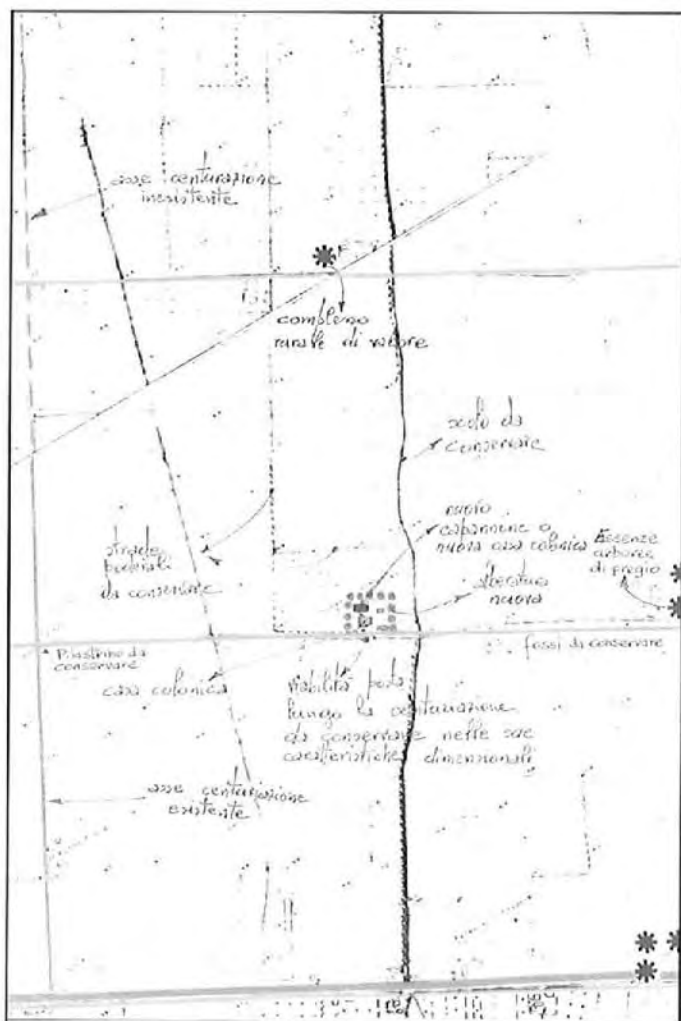 asse centuriazione
inesistente
complesso
rurale di valore
scolo da
conservare
nuovo
capannone o
nuova casa colonica
Essenze
arboree
di pregio
alberatura
nuova
strade
poderali
da conservare
Pilastrino da
conservare
fossi da conservare
casa colonica
viabilità pode
lungo la centuriazione
da conservare nelle sue
caratteristiche dimensionali
asse centuriazione
esistente